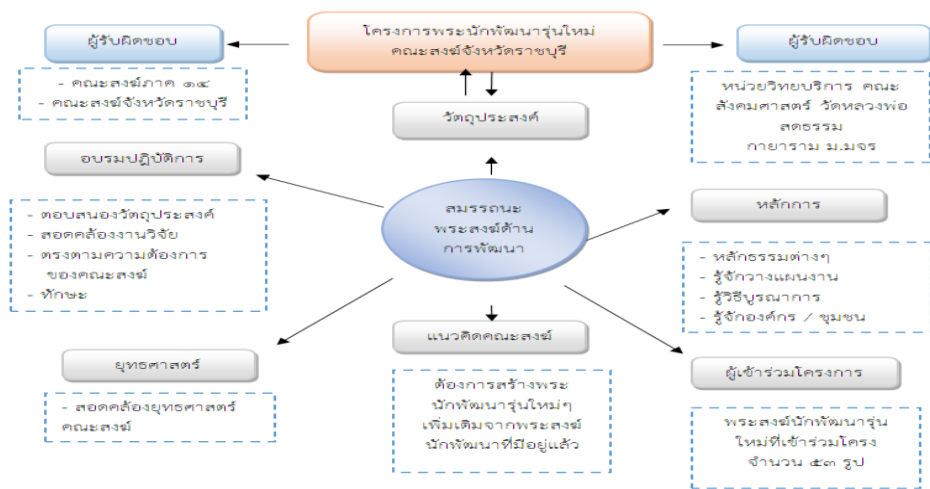 โครงการพระนักพัฒนารุ่นใหม่
คณะสงฆ์จังหวัดราชบุรี
ผู้รับผิดชอบ
- คณะสงฆ์ภาค ๑๔
- คณะสงฆ์จังหวัดราชบุรี
ผู้รับผิดชอบ
หน่วยวิทยบริการ คณะ
สังคมศาสตร์ วัดหลวงพ่อ
สดธรรม
กายาราม ม.มจร
วัตถุประสงค์
อบรมปฏิบัติการ
- ตอบสนองวัตถุประสงค์
- สอดคล้องงานวิจัย
- ตรงตามความต้องการ
ของคณะสงฆ์
- ทักษะ
สมรรถนะ
พระสงฆ์ด้าน
การพัฒนา
หลักการ
- หลักธรรมต่างๆ
- รู้จักวางแผนงาน
- รู้วิธีบูรณาการ
- รู้จักองค์กร / ชุมชน
ยุทธศาสตร์
- สอดคล้องยุทธศาสตร์
คณะสงฆ์
แนวคิดคณะสงฆ์
ต้องการสร้างพระ
นักพัฒนารุ่นใหม่ๆ
เพิ่มเติมจากพระสงฆ์
นักพัฒนาที่มีอยู่แล้ว
ผู้เข้าร่วมโครงการ
พระสงฆ์นักพัฒนารุ่น
ใหม่ที่เข้าร่วมโครง
จำนวน ๕๓ รูป